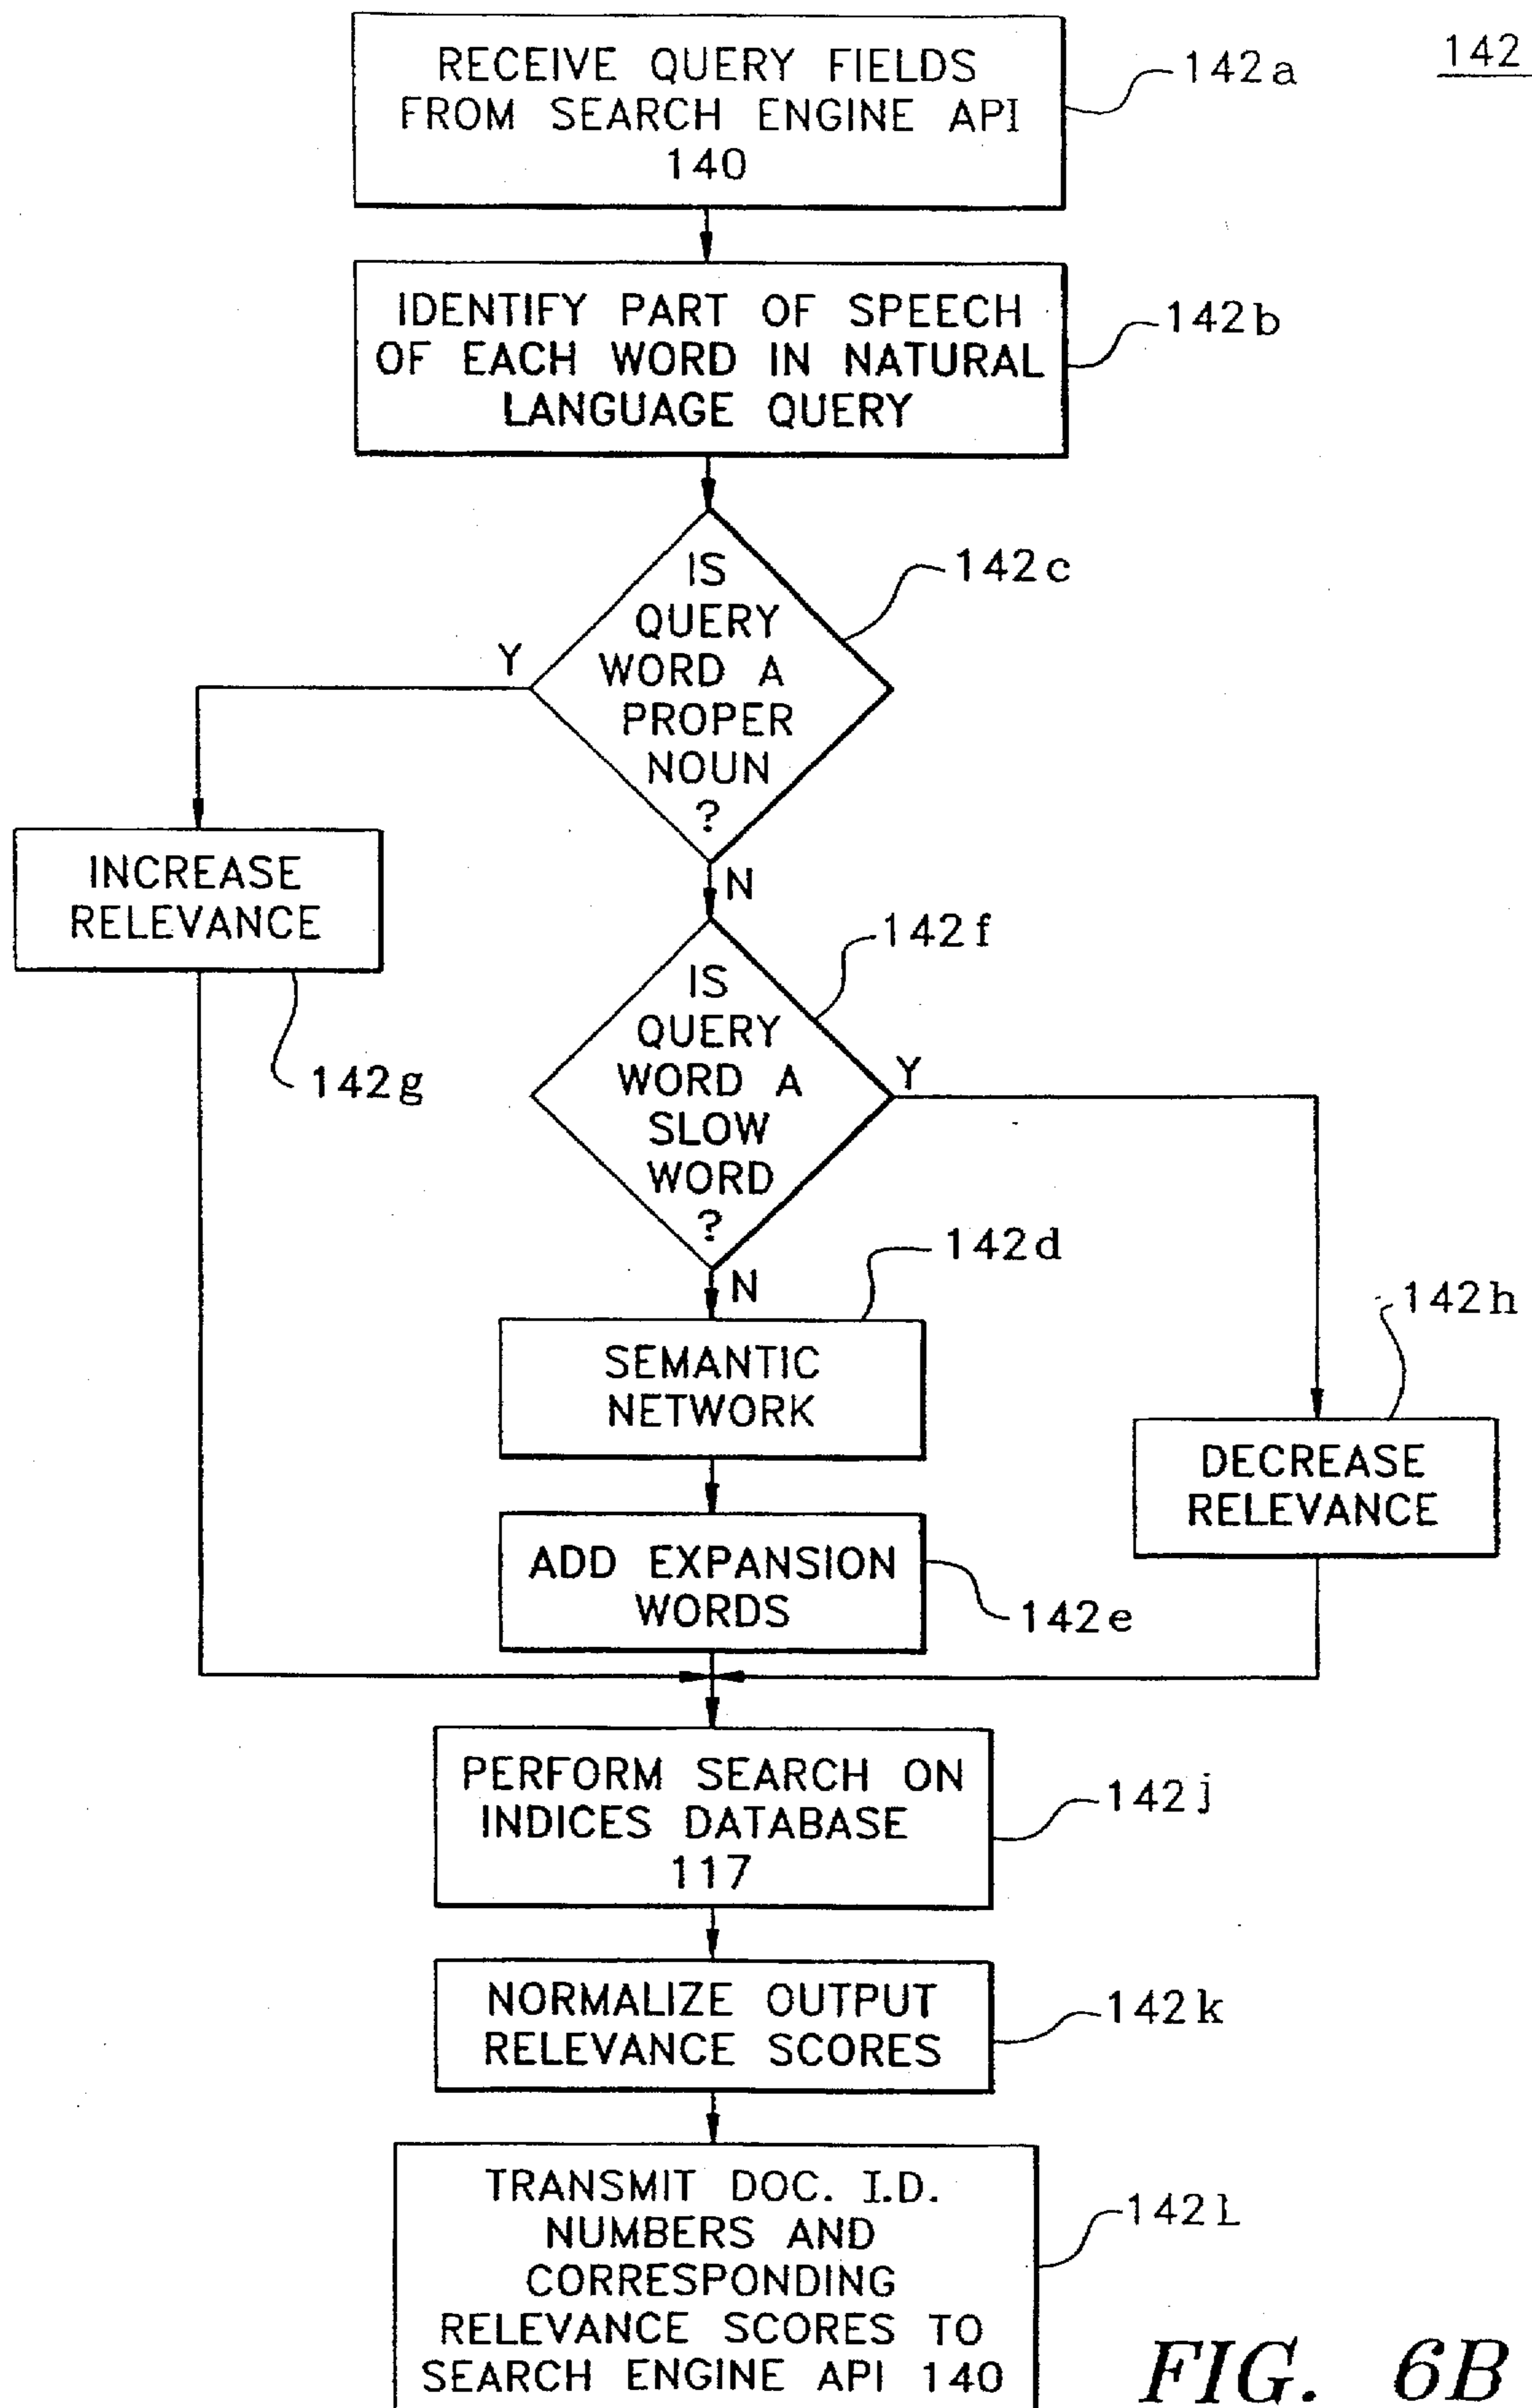 142
RECEIVE QUERY FIELDS
FROM SEARCH ENGINE API
140
142a
IDENTIFY PART OF SPEECH
OF EACH WORD IN NATURAL
LANGUAGE QUERY
142b
IS
QUERY
WORD A
PROPER
NOUN
?
142c
Y
N
INCREASE
RELEVANCE
142g
IS
QUERY
WORD A
SLOW
WORD
?
142f
Y
N
SEMANTIC
NETWORK
142d
DECREASE
RELEVANCE
142h
ADD EXPANSION
WORDS
142e
PERFORM SEARCH ON
INDICES DATABASE
117
142j
NORMALIZE OUTPUT
RELEVANCE SCORES
142k
TRANSMIT DOC. I.D.
NUMBERS AND
CORRESPONDING
RELEVANCE SCORES TO
SEARCH ENGINE API 140
142L
FIG. 6B